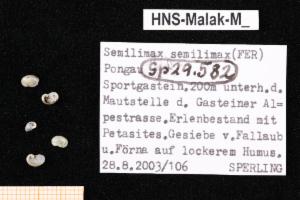 HNS-Malak-M_
Semilimax semilimax(FER)
Pongau Gp29.582
Sportgastein,200m unterh.d.
Mautstelle d. Gasteiner Al=
pestrasse.Erlenbestand mit
Petasites.Gesiebe v.Fallaub
u.Förna auf lockerem Humus.
28.8.2003/106 SPERLING